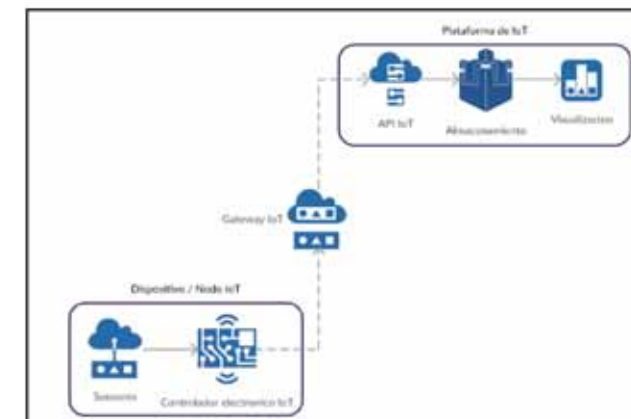 Plataforma de IoT
API IoT
Almacenamiento
Visualizacion
Gateway IoT
Dispositivo / Nodo IoT
Sensores
Controlador electronico IoT